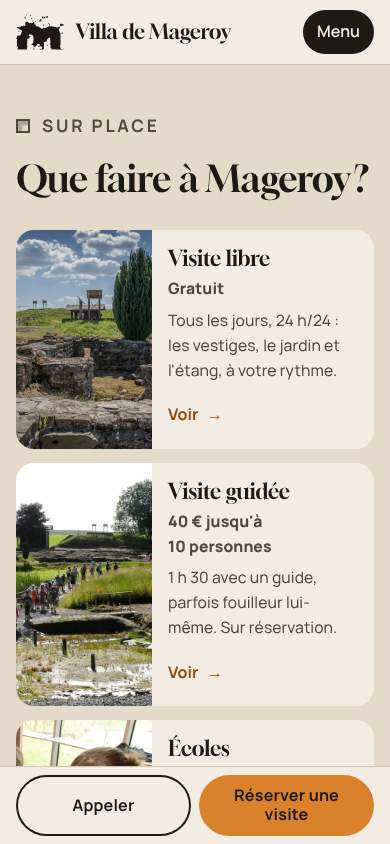 Villa de Mageroy
Menu
SUR PLACE
Que faire à Mageroy?
Visite libre
Gratuit
Tous les jours, 24 h/24 :
les vestiges, le jardin et
l'étang, à votre rythme.
Voir →
Visite guidée
40 € jusqu'à
10 personnes
1 h 30 avec un guide,
parfois fouilleur lui-
même. Sur réservation.
Voir →
Écoles
Appeler
Réserver une
visite